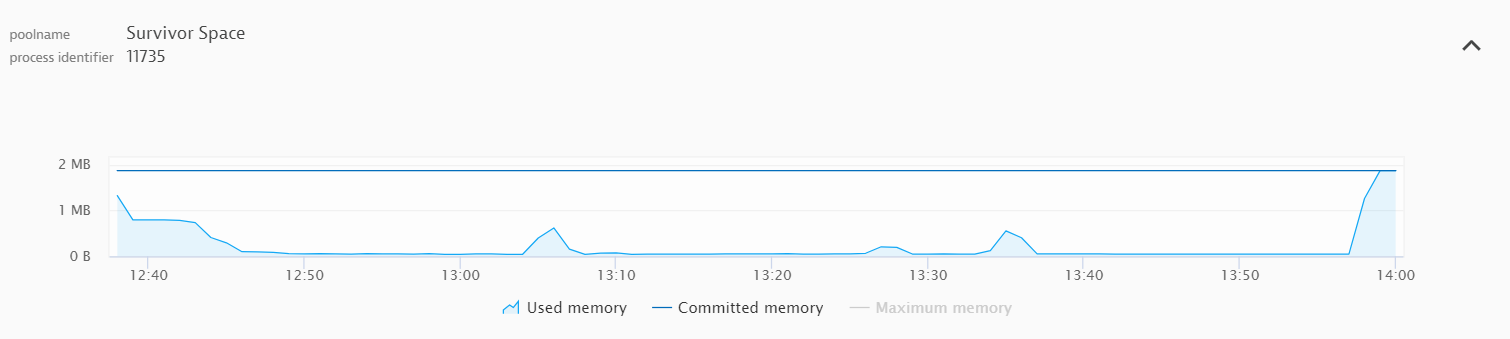 poolname Survivor Space
process identifier 11735
2 MB
1 MB
0 B
12:40 12:50 13:00 13:10 13:20 13:30 13:40 13:50 14:00
Used memory Committed memory Maximum memory